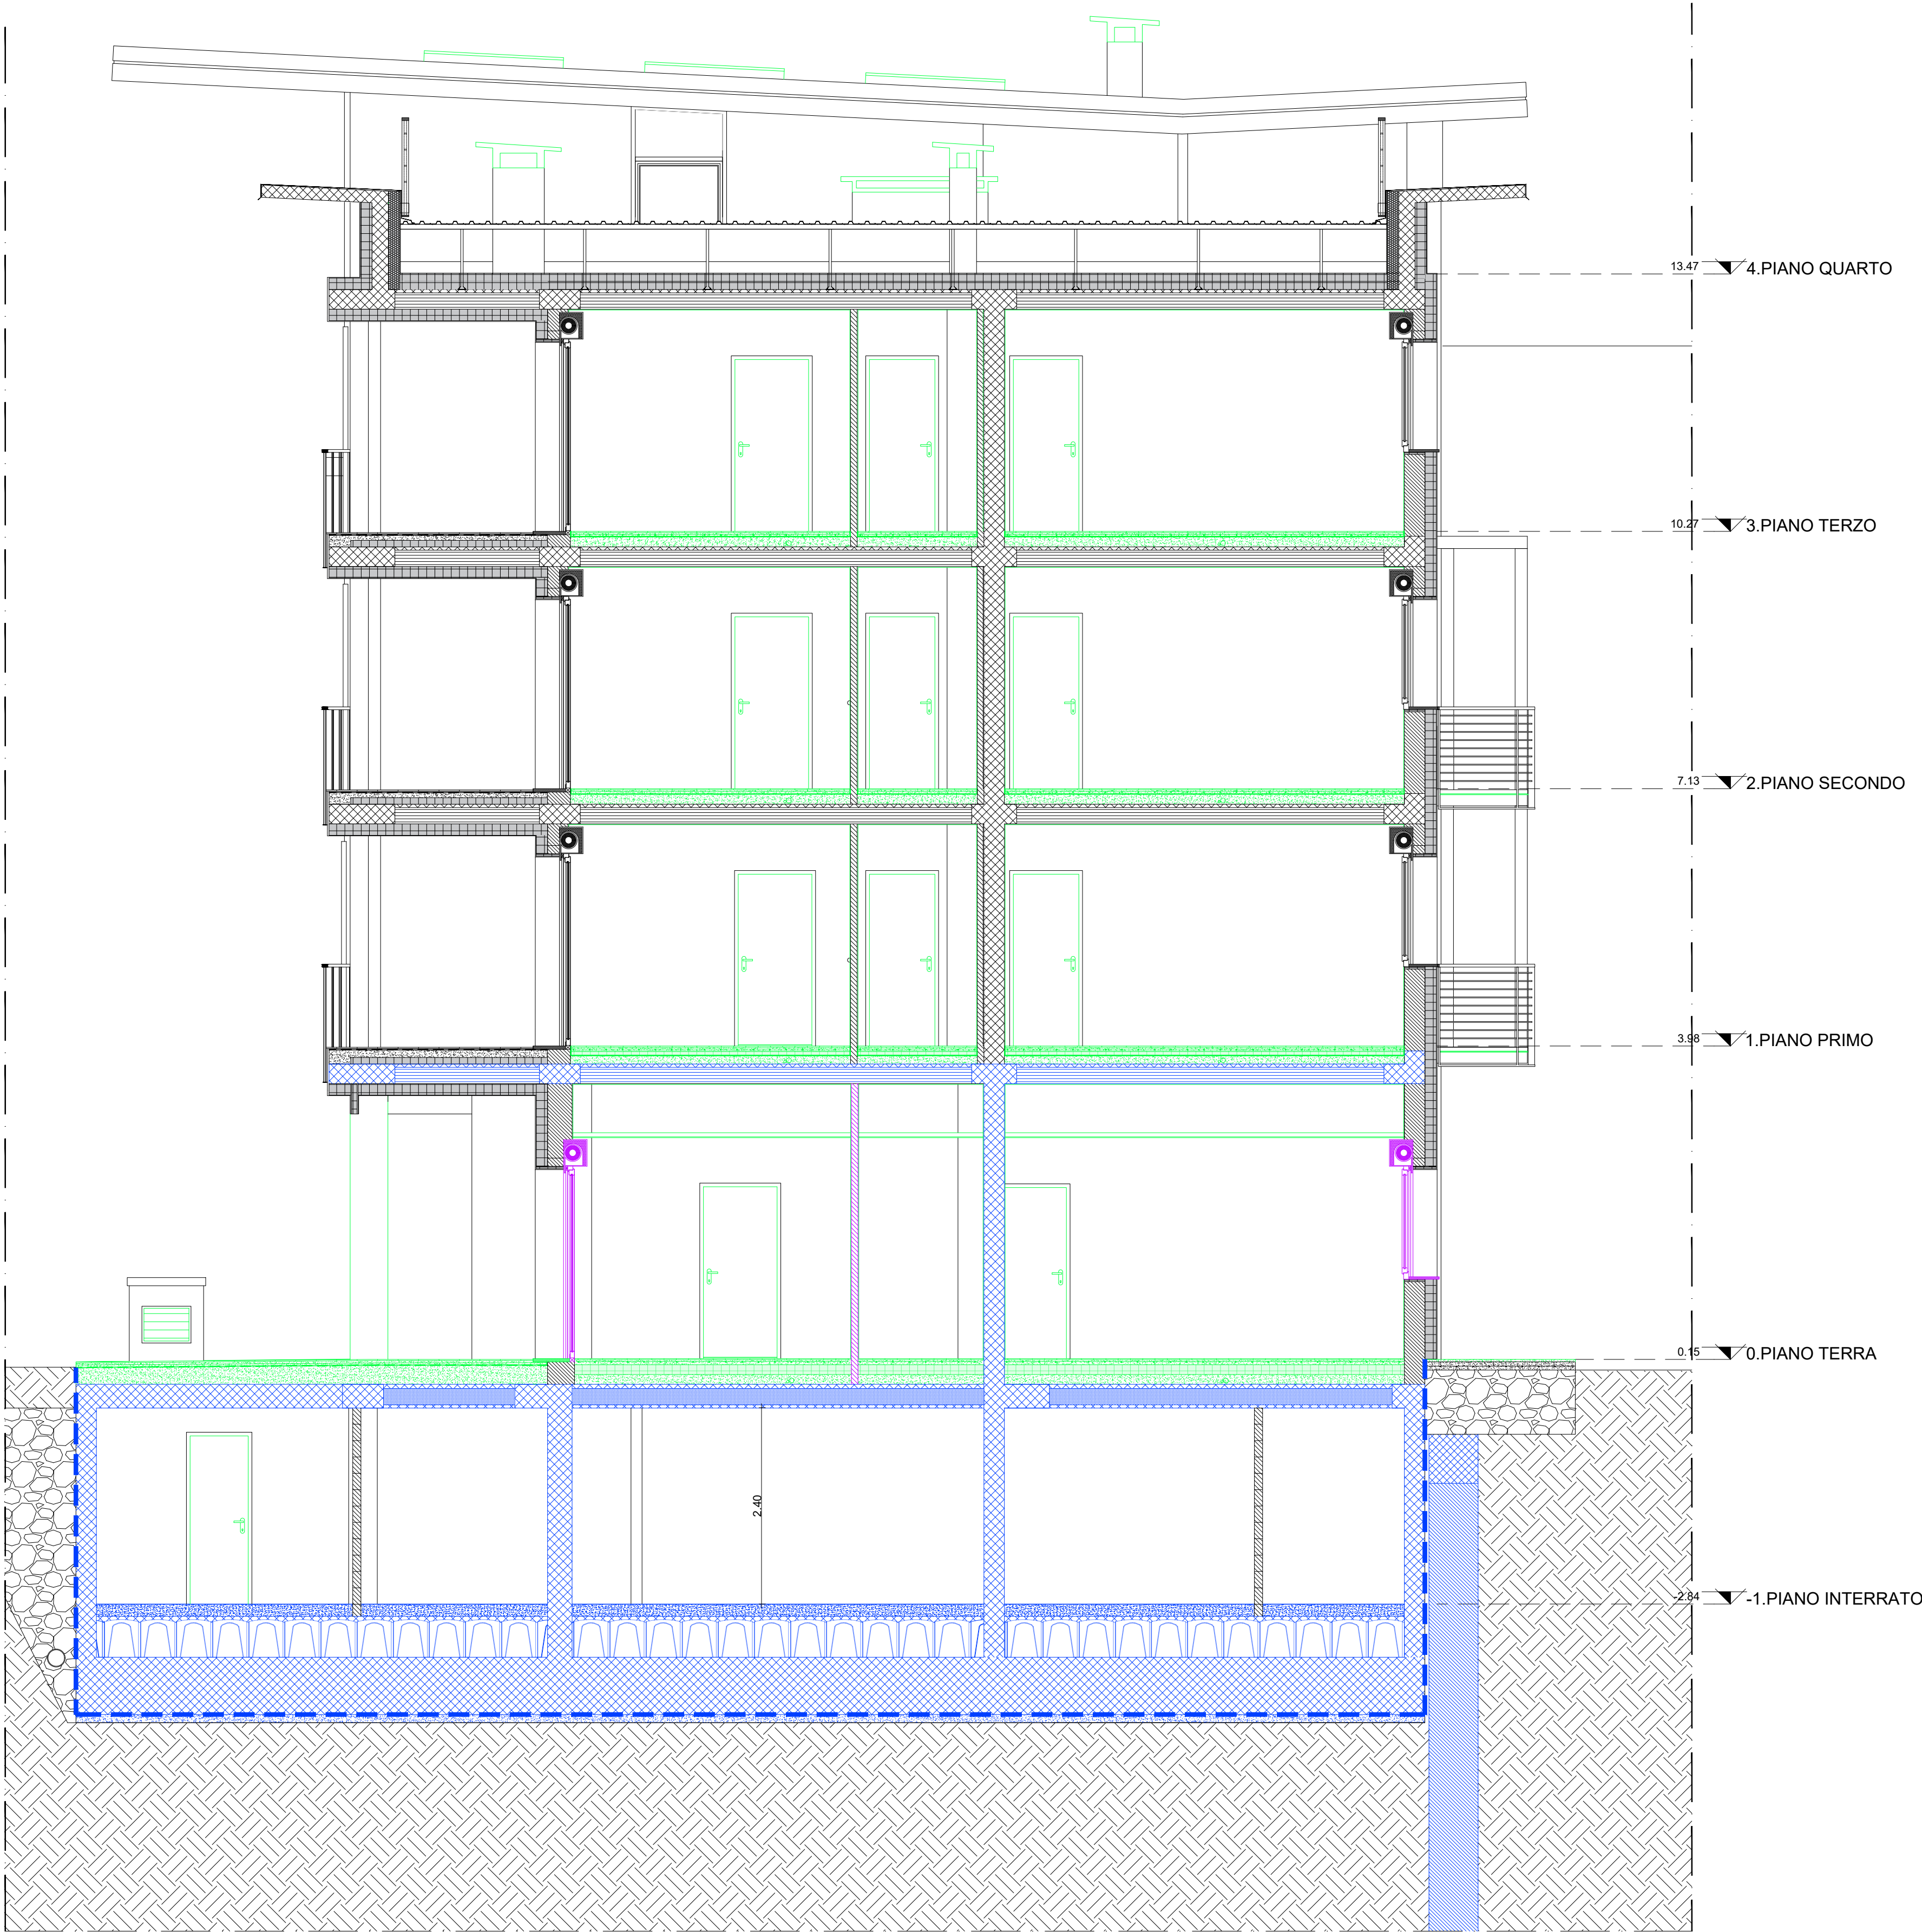 13.47 4.PIANO QUARTO
10.27 3.PIANO TERZO
7.13 2.PIANO SECONDO
3.98 1.PIANO PRIMO
0.15 0.PIANO TERRA
2.40
-2.84 -1.PIANO INTERRATO